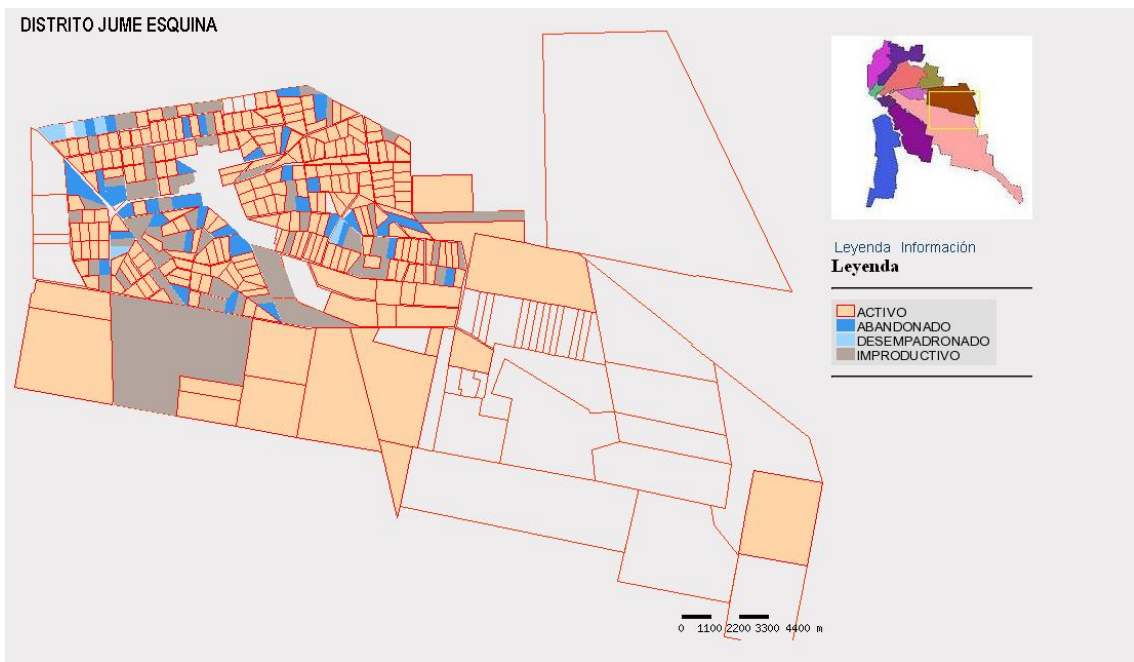 DISTRITO JUME ESQUINA
Leyenda Información
Leyenda
ACTIVO
ABANDONADO
DESEMPADRONADO
IMPRODUCTIVO
0 1100 2200 3300 4400 m